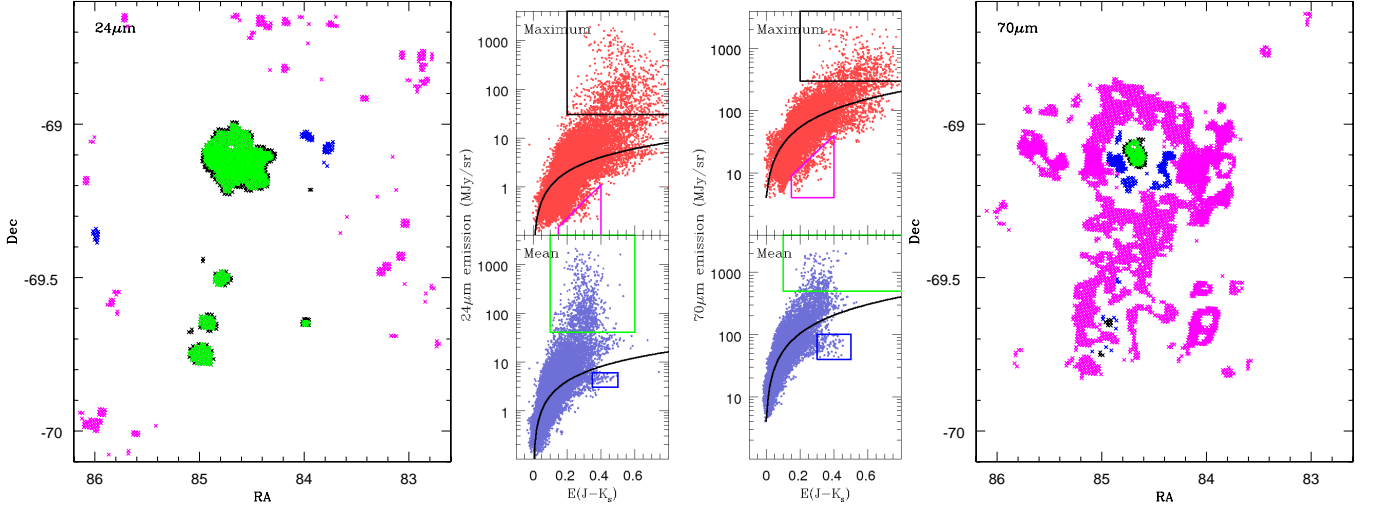 24μm
Dec
-69
-69.5
-70
86
85
84
83
RA
Maximum
1000
100
10
1
Mean
1000
100
10
1
24μm emission (MJy/sr)
0
0.2
0.4
0.6
E(J−Ks)
Maximum
1000
100
10
Mean
1000
100
10
70μm emission (MJy/sr)
0
0.2
0.4
0.6
E(J−Ks)
70μm
Dec
-69
-69.5
-70
86
85
84
83
RA